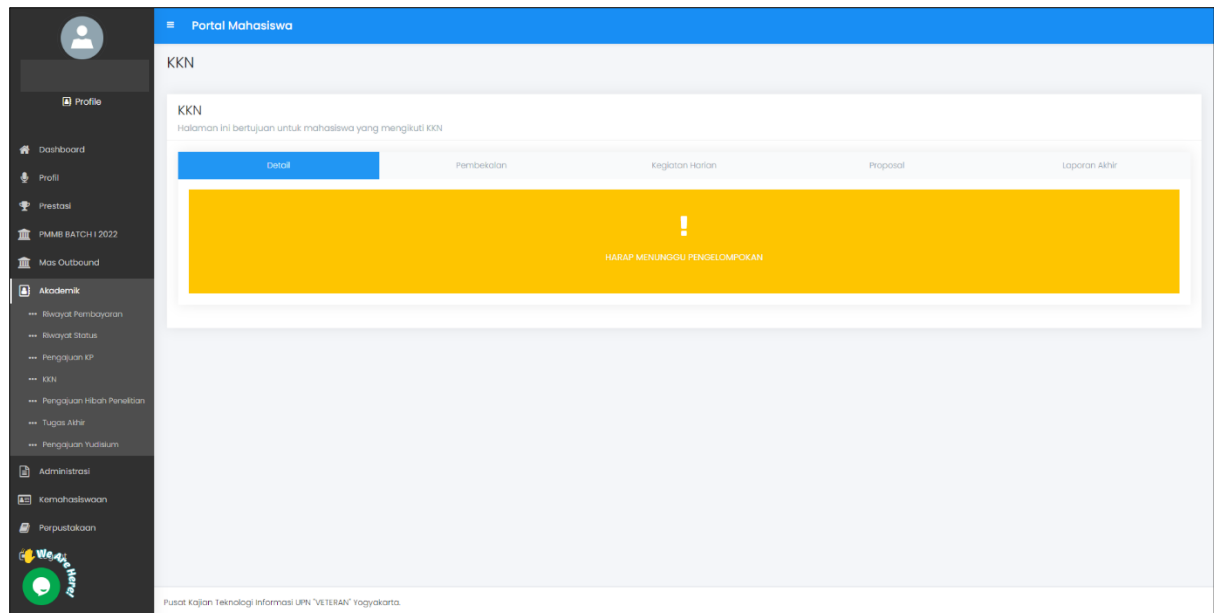 Portal Mahasiswa
KKN
Profile
KKN
Halaman ini bertujuan untuk mahasiswa yang mengikuti KKN
Dashboard
Profil
Prestasi
PMMB BATCH I 2022
Mas Outbound
Akademik
Riwayat Pembayaran
Riwayat Status
Pengajuan KP
KKN
Pengajuan Hibah Penelitian
Tugas Akhir
Pengajuan Yudisium
Administrasi
Kemahasiswaan
Perpustakaan
We Are Here!
Detail
Pembekalan
Kegiatan Harian
Proposal
Laporan Akhir
HARAP MENUNGGU PENGELOMPOKAN
Pusat Kajian Teknologi Informasi UPN "VETERAN" Yogyakarta.